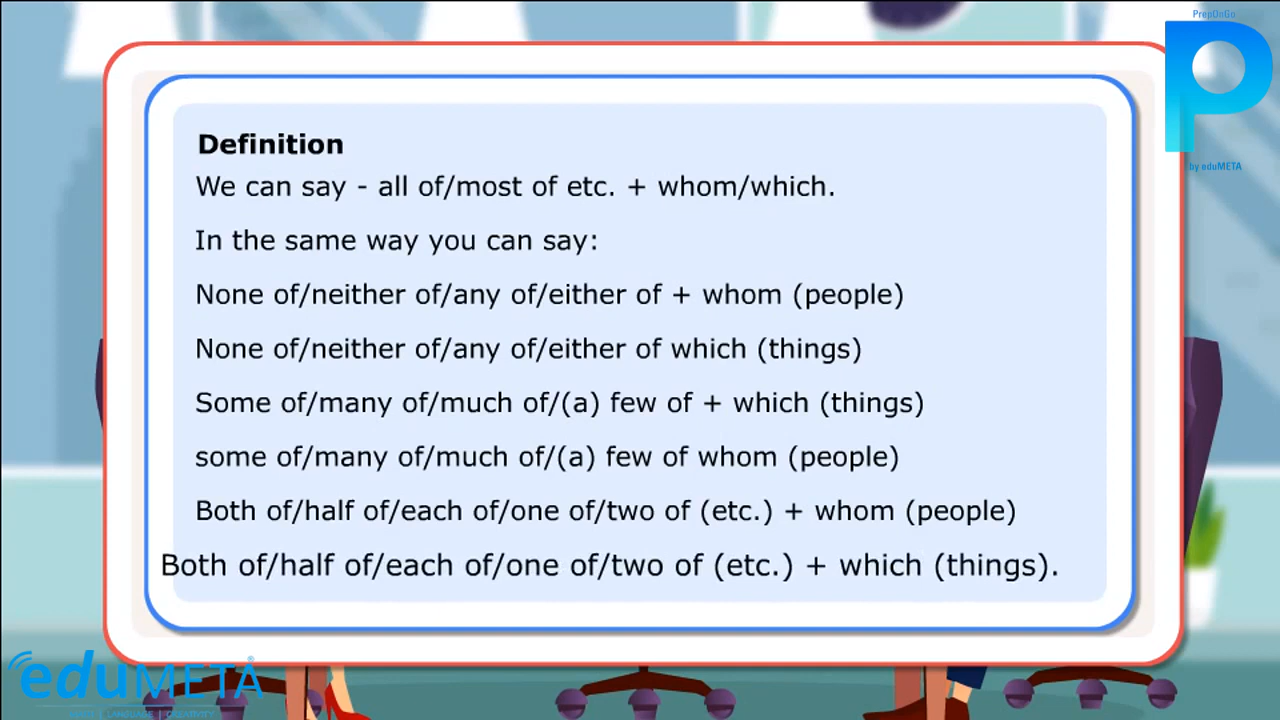 PrepOnGo
by eduMETA
Definition
We can say - all of/most of etc. + whom/which.
In the same way you can say:
None of/neither of/any of/either of + whom (people)
None of/neither of/any of/either of which (things)
Some of/many of/much of/(a) few of + which (things)
some of/many of/much of/(a) few of whom (people)
Both of/half of/each of/one of/two of (etc.) + whom (people)
Both of/half of/each of/one of/two of (etc.) + which (things).
eduMETA